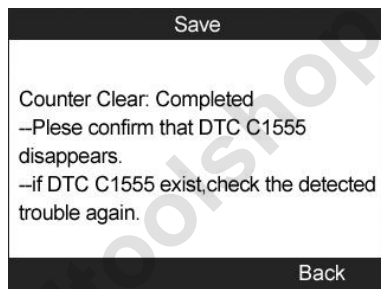 Save
Counter Clear: Completed
--Plese confirm that DTC C1555
disappears.
--if DTC C1555 exist,check the detected
trouble again.
Back
toolshop